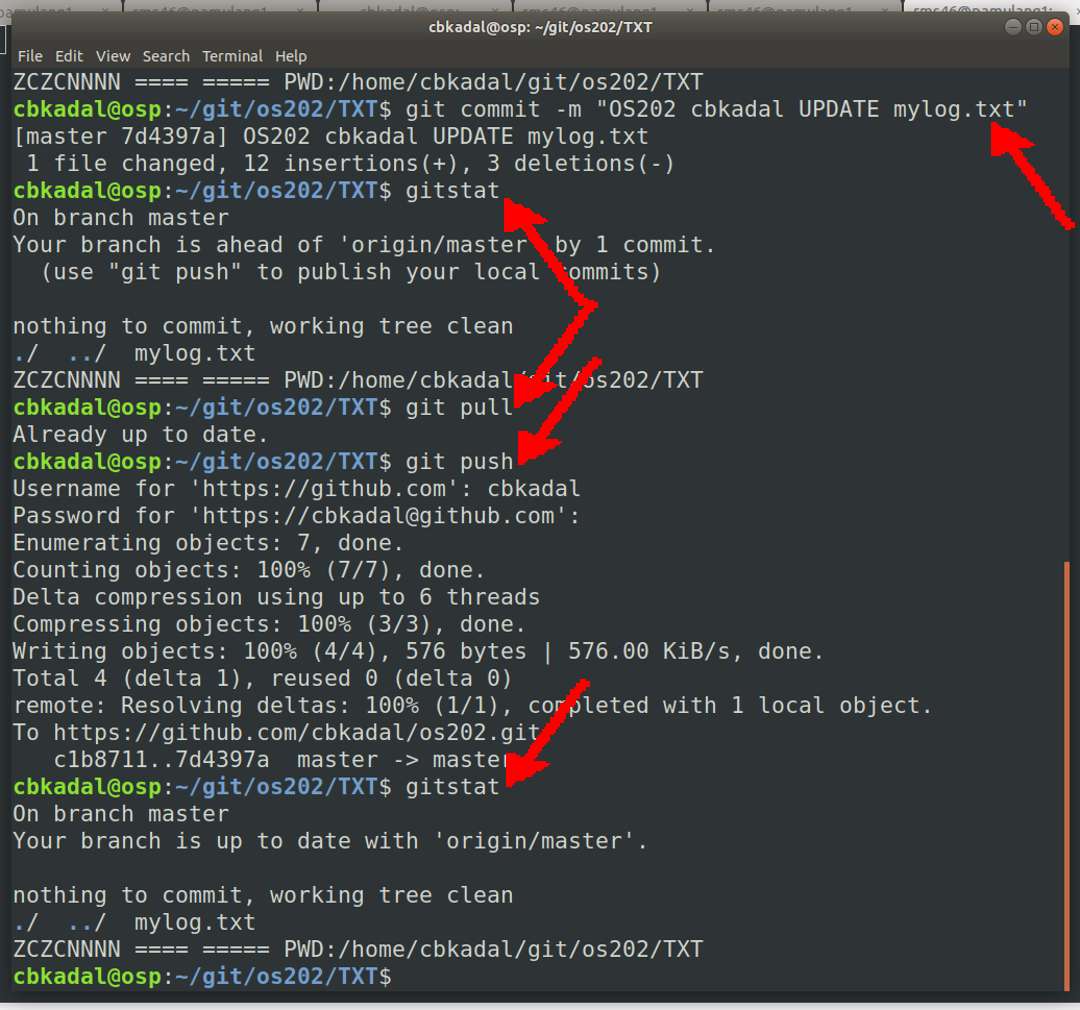 cbkadal@osp: ~/git/os202/TXT
File Edit View Search Terminal Help
ZCZCNNNN ==== ===== PWD:/home/cbkadal/git/os202/TXT
cbkadal@osp:~/git/os202/TXT$ git commit -m "OS202 cbkadal UPDATE mylog.txt"
[master 7d4397a] OS202 cbkadal UPDATE mylog.txt
 1 file changed, 12 insertions(+), 3 deletions(-)
cbkadal@osp:~/git/os202/TXT$ gitstat
On branch master
Your branch is ahead of 'origin/master' by 1 commit.
  (use "git push" to publish your local commits)

nothing to commit, working tree clean
./  ../  mylog.txt
ZCZCNNNN ==== ===== PWD:/home/cbkadal/git/os202/TXT
cbkadal@osp:~/git/os202/TXT$ git pull
Already up to date.
cbkadal@osp:~/git/os202/TXT$ git push
Username for 'https://github.com': cbkadal
Password for 'https://cbkadal@github.com':
Enumerating objects: 7, done.
Counting objects: 100% (7/7), done.
Delta compression using up to 6 threads
Compressing objects: 100% (3/3), done.
Writing objects: 100% (4/4), 576 bytes | 576.00 KiB/s, done.
Total 4 (delta 1), reused 0 (delta 0)
remote: Resolving deltas: 100% (1/1), completed with 1 local object.
To https://github.com/cbkadal/os202.git
   c1b8711..7d4397a  master -> master
cbkadal@osp:~/git/os202/TXT$ gitstat
On branch master
Your branch is up to date with 'origin/master'.

nothing to commit, working tree clean
./  ../  mylog.txt
ZCZCNNNN ==== ===== PWD:/home/cbkadal/git/os202/TXT
cbkadal@osp:~/git/os202/TXT$